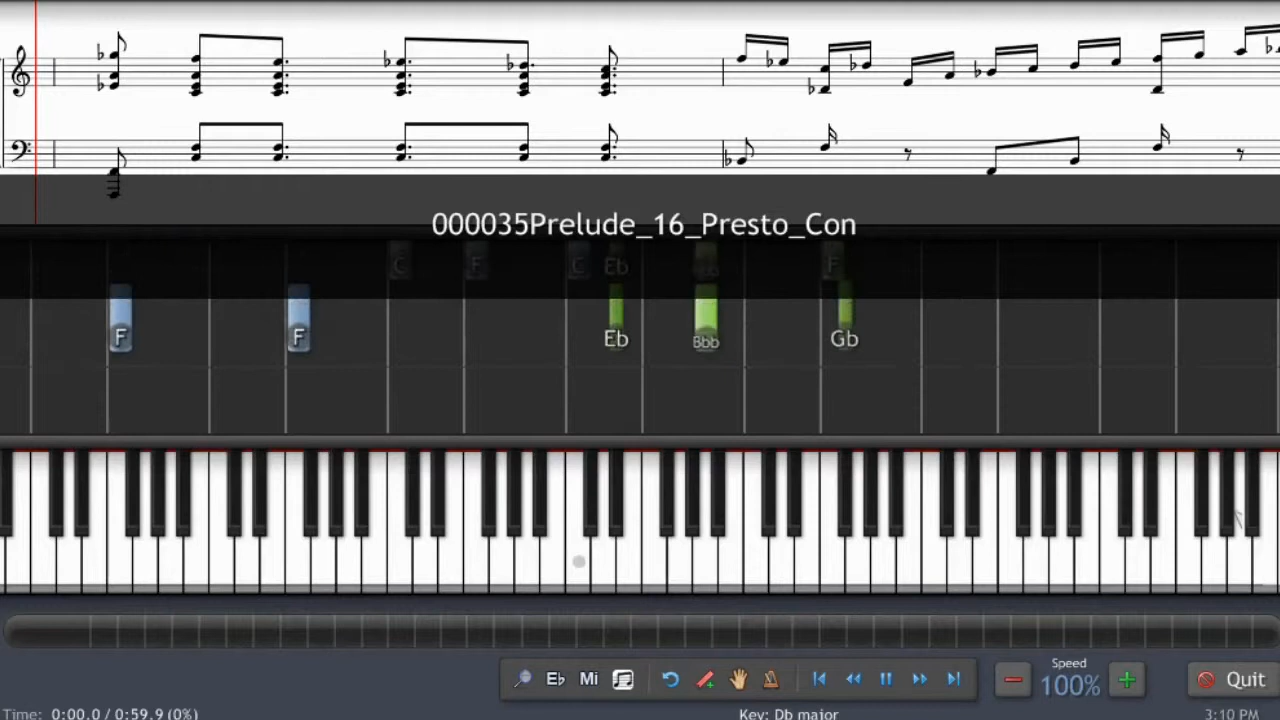 000035Prelude_16_Presto_Con
C F C Eb F
F F Eb Bbb Gb
Eb Mi
Speed
100%
Quit
Time: 0:00.0 / 0:59.9 (0%)
Key: Db major
3:10 PM